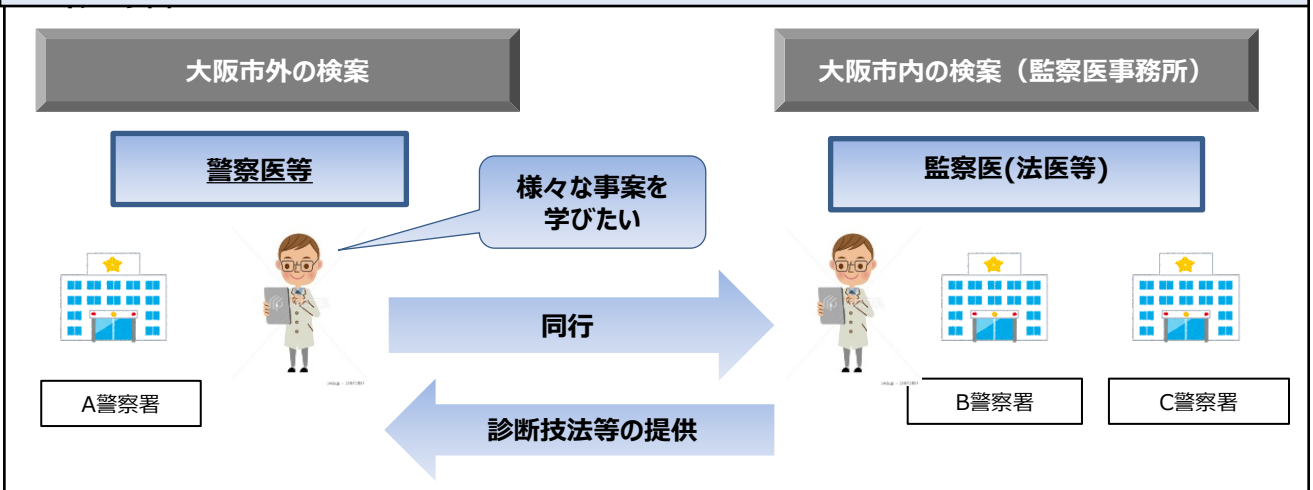 大阪市外の検案
大阪市内の検案（監察医事務所）
警察医等
監察医(法医等)
様々な事案を
学びたい
同行
診断技法等の提供
A警察署
B警察署
C警察署